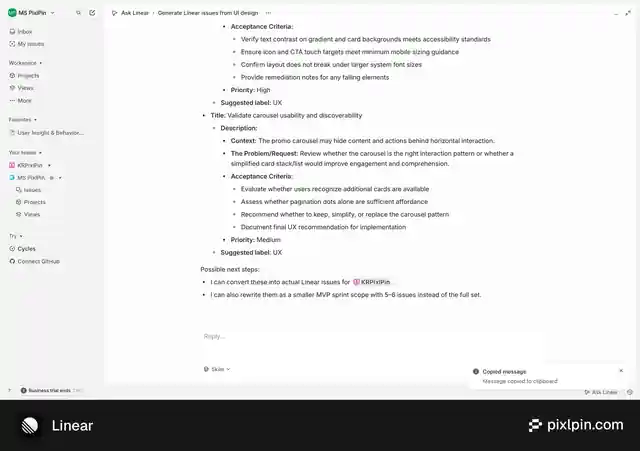 MS PixlPin
Inbox
My issues
Workspace
Projects
Views
More
Favorites
User Insight & Behavior...
Your teams
KRPixlPin
MS PixlPin
Issues
Projects
Views
Try
Cycles
Connect GitHub
Business trial ends
Ask Linear › Generate Linear issues from UI design
Acceptance Criteria:
Verify text contrast on gradient and card backgrounds meets accessibility standards
Ensure icon and CTA touch targets meet minimum mobile sizing guidance
Confirm layout does not break under larger system font sizes
Provide remediation notes for any failing elements
Priority: High
Suggested label: UX
Title: Validate carousel usability and discoverability
Description:
Context: The promo carousel may hide content and actions behind horizontal interaction.
The Problem/Request: Review whether the carousel is the right interaction pattern or whether a
simplified card stack/list would improve engagement and comprehension.
Acceptance Criteria:
Evaluate whether users recognize additional cards are available
Assess whether pagination dots alone are sufficient affordance
Recommend whether to keep, simplify, or replace the carousel pattern
Document final UX recommendation for implementation
Priority: Medium
Suggested label: UX
Possible next steps:
I can convert these into actual Linear issues for KRPixlPin
I can also rewrite them as a smaller MVP sprint scope with 5–6 issues instead of the full set.
Reply...
Skills
Copied message
Message copied to clipboard
Ask Linear
Linear
pixlpin.com